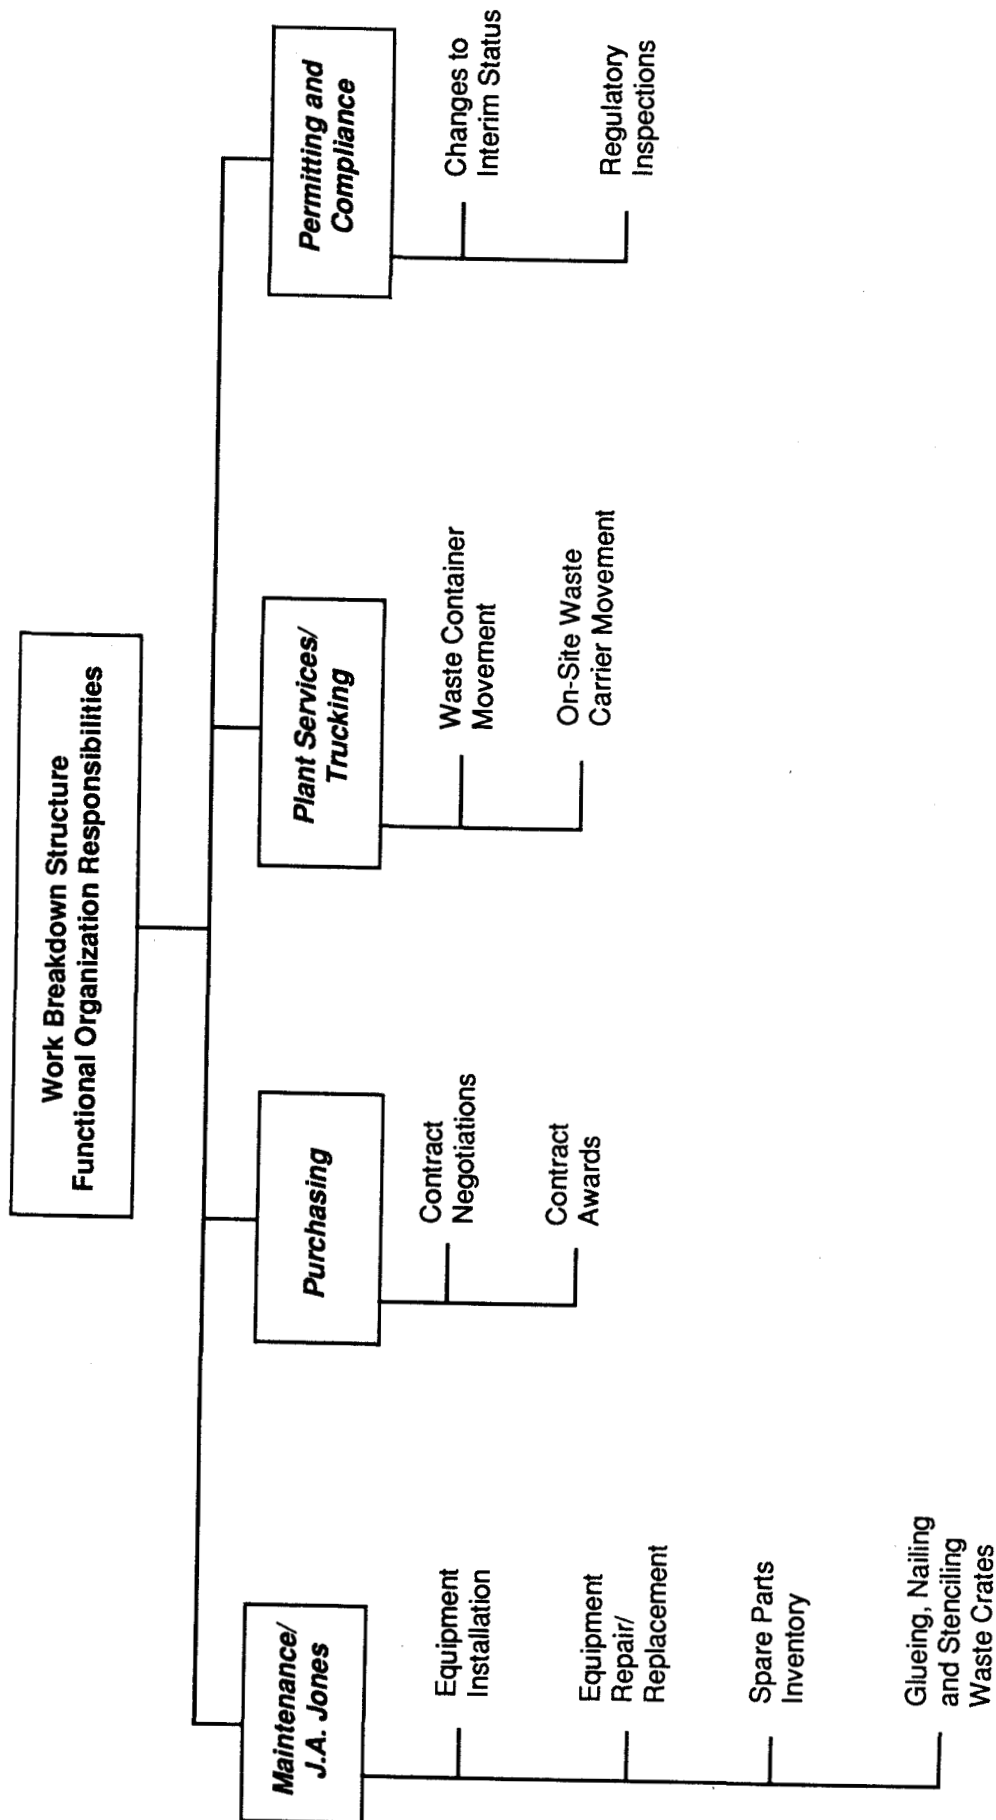 Work Breakdown Structure
Functional Organization Responsibilities
Maintenance/
J.A. Jones
Equipment
Installation
Equipment
Repair/
Replacement
Spare Parts
Inventory
Glueing, Nailing
and Stenciling
Waste Crates
Purchasing
Contract
Negotiations
Contract
Awards
Plant Services/
Trucking
Waste Container
Movement
On-Site Waste
Carrier Movement
Permitting and
Compliance
Changes to
Interim Status
Regulatory
Inspections